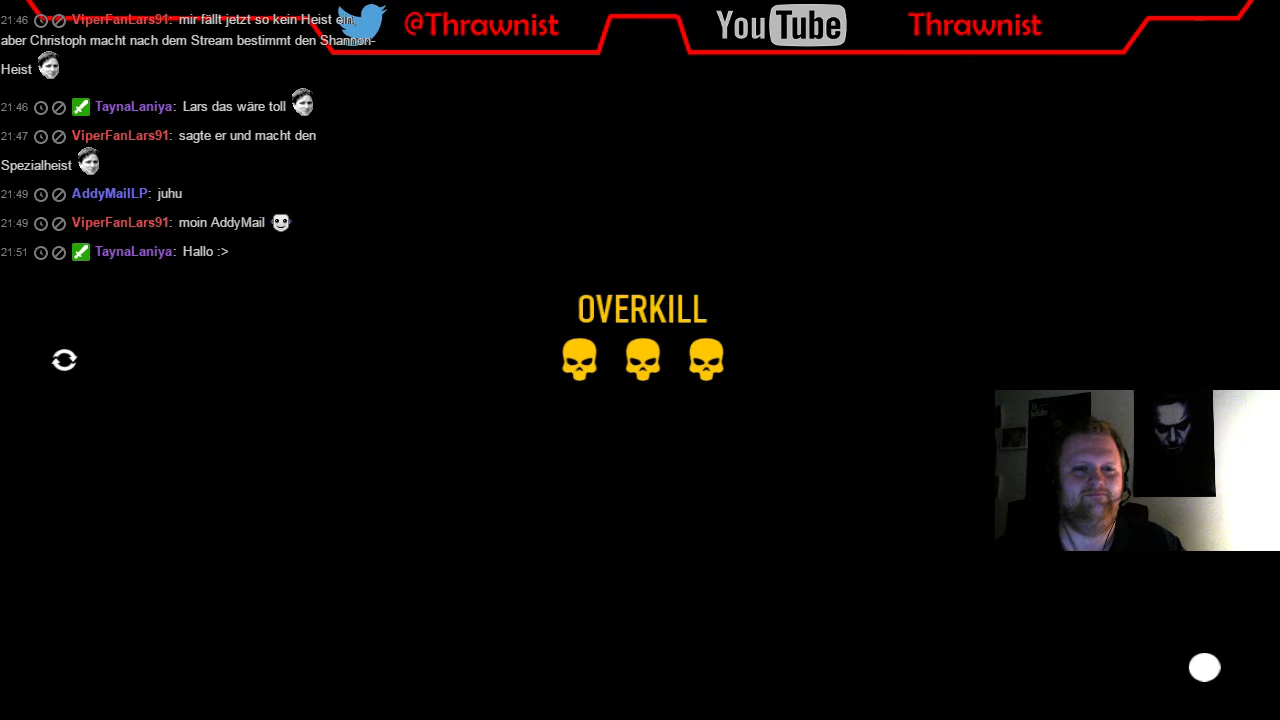 @Thrawnist
YouTube
Thrawnist
21:46 ViperFanLars91: mir fällt jetzt so kein Heist ein,
aber Christoph macht nach dem Stream bestimmt den Shannon-
Heist
21:46 TaynaLaniya: Lars das wäre toll
21:47 ViperFanLars91: sagte er und macht den
Spezialheist
21:49 AddyMailLP: juhu
21:49 ViperFanLars91: moin AddyMail
21:51 TaynaLaniya: Hallo :>
OVERKILL